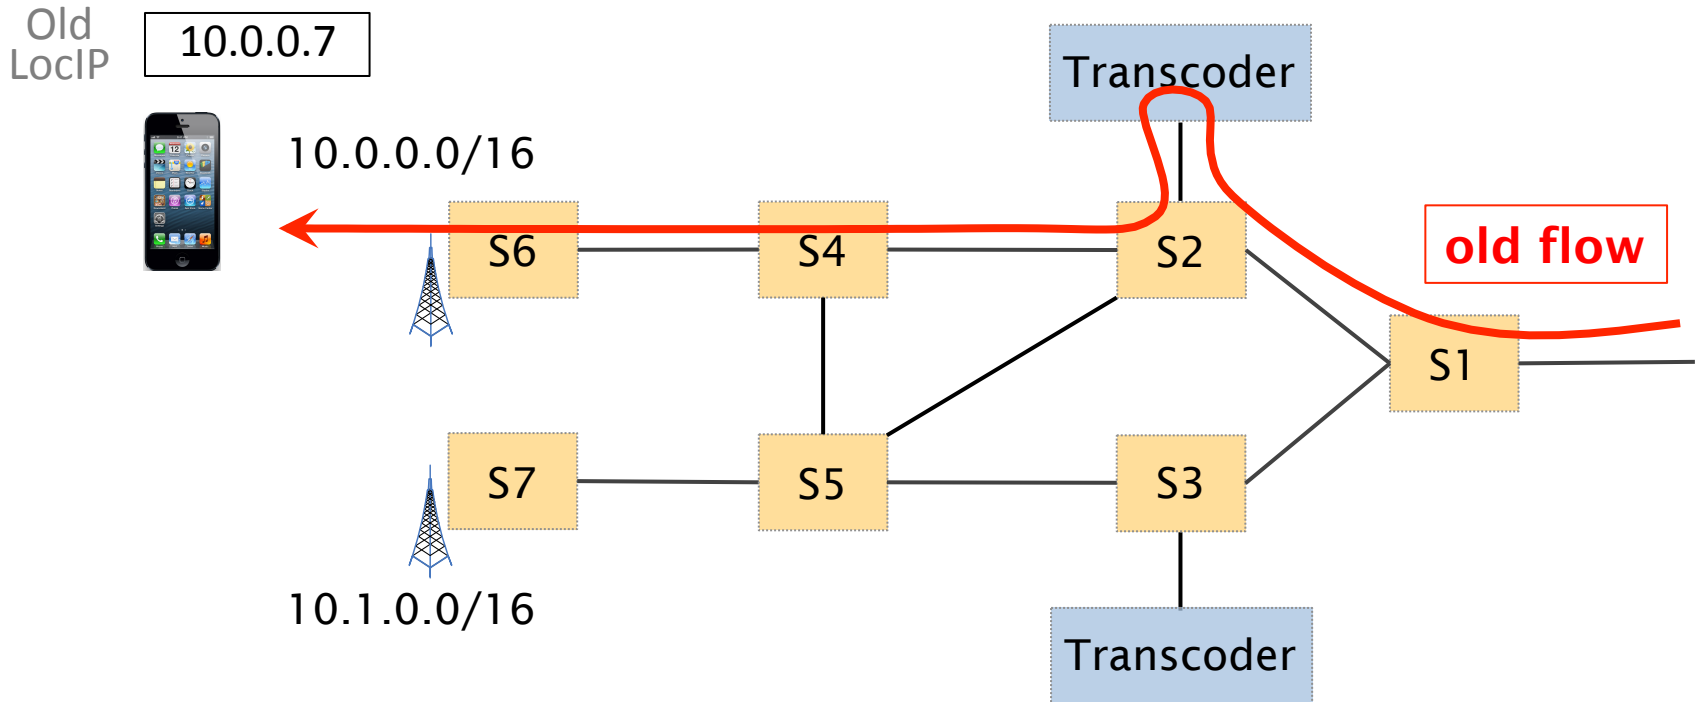 Old
LocIP
10.0.0.7
Transcoder
10.0.0.0/16
S6
S4
S2
old flow
S1
S7
S5
S3
10.1.0.0/16
Transcoder